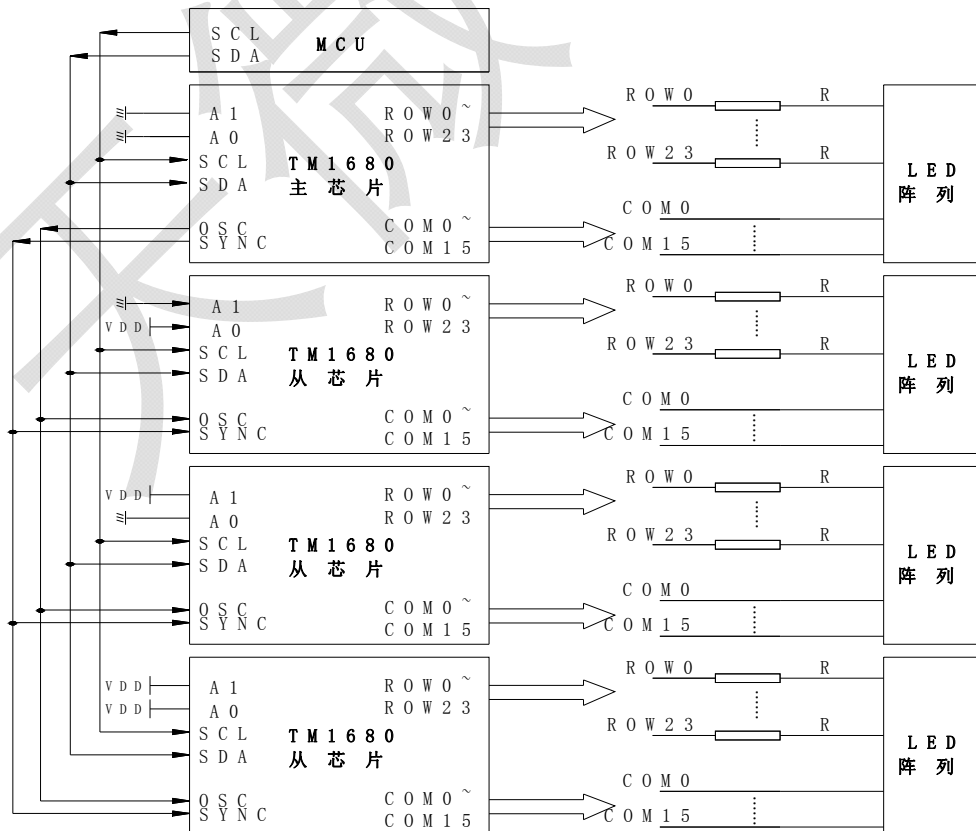 SCL
SDA
MCU
A1
A0
SCL
SDA
OSC
SYNC
TM1680
主芯片
ROW0~
ROW23
COM0~
COM15
ROW0
R
ROW23
R
COM0
COM15
LED
阵列
A1
VDD
A0
SCL
SDA
OSC
SYNC
TM1680
从芯片
ROW0~
ROW23
COM0~
COM15
ROW0
R
ROW23
R
COM0
COM15
LED
阵列
VDD
A1
A0
SCL
SDA
OSC
SYNC
TM1680
从芯片
ROW0~
ROW23
COM0~
COM15
ROW0
R
ROW23
R
COM0
COM15
LED
阵列
VDD
A1
VDD
A0
SCL
SDA
OSC
SYNC
TM1680
从芯片
ROW0~
ROW23
COM0~
COM15
ROW0
R
ROW23
R
COM0
COM15
LED
阵列
天微